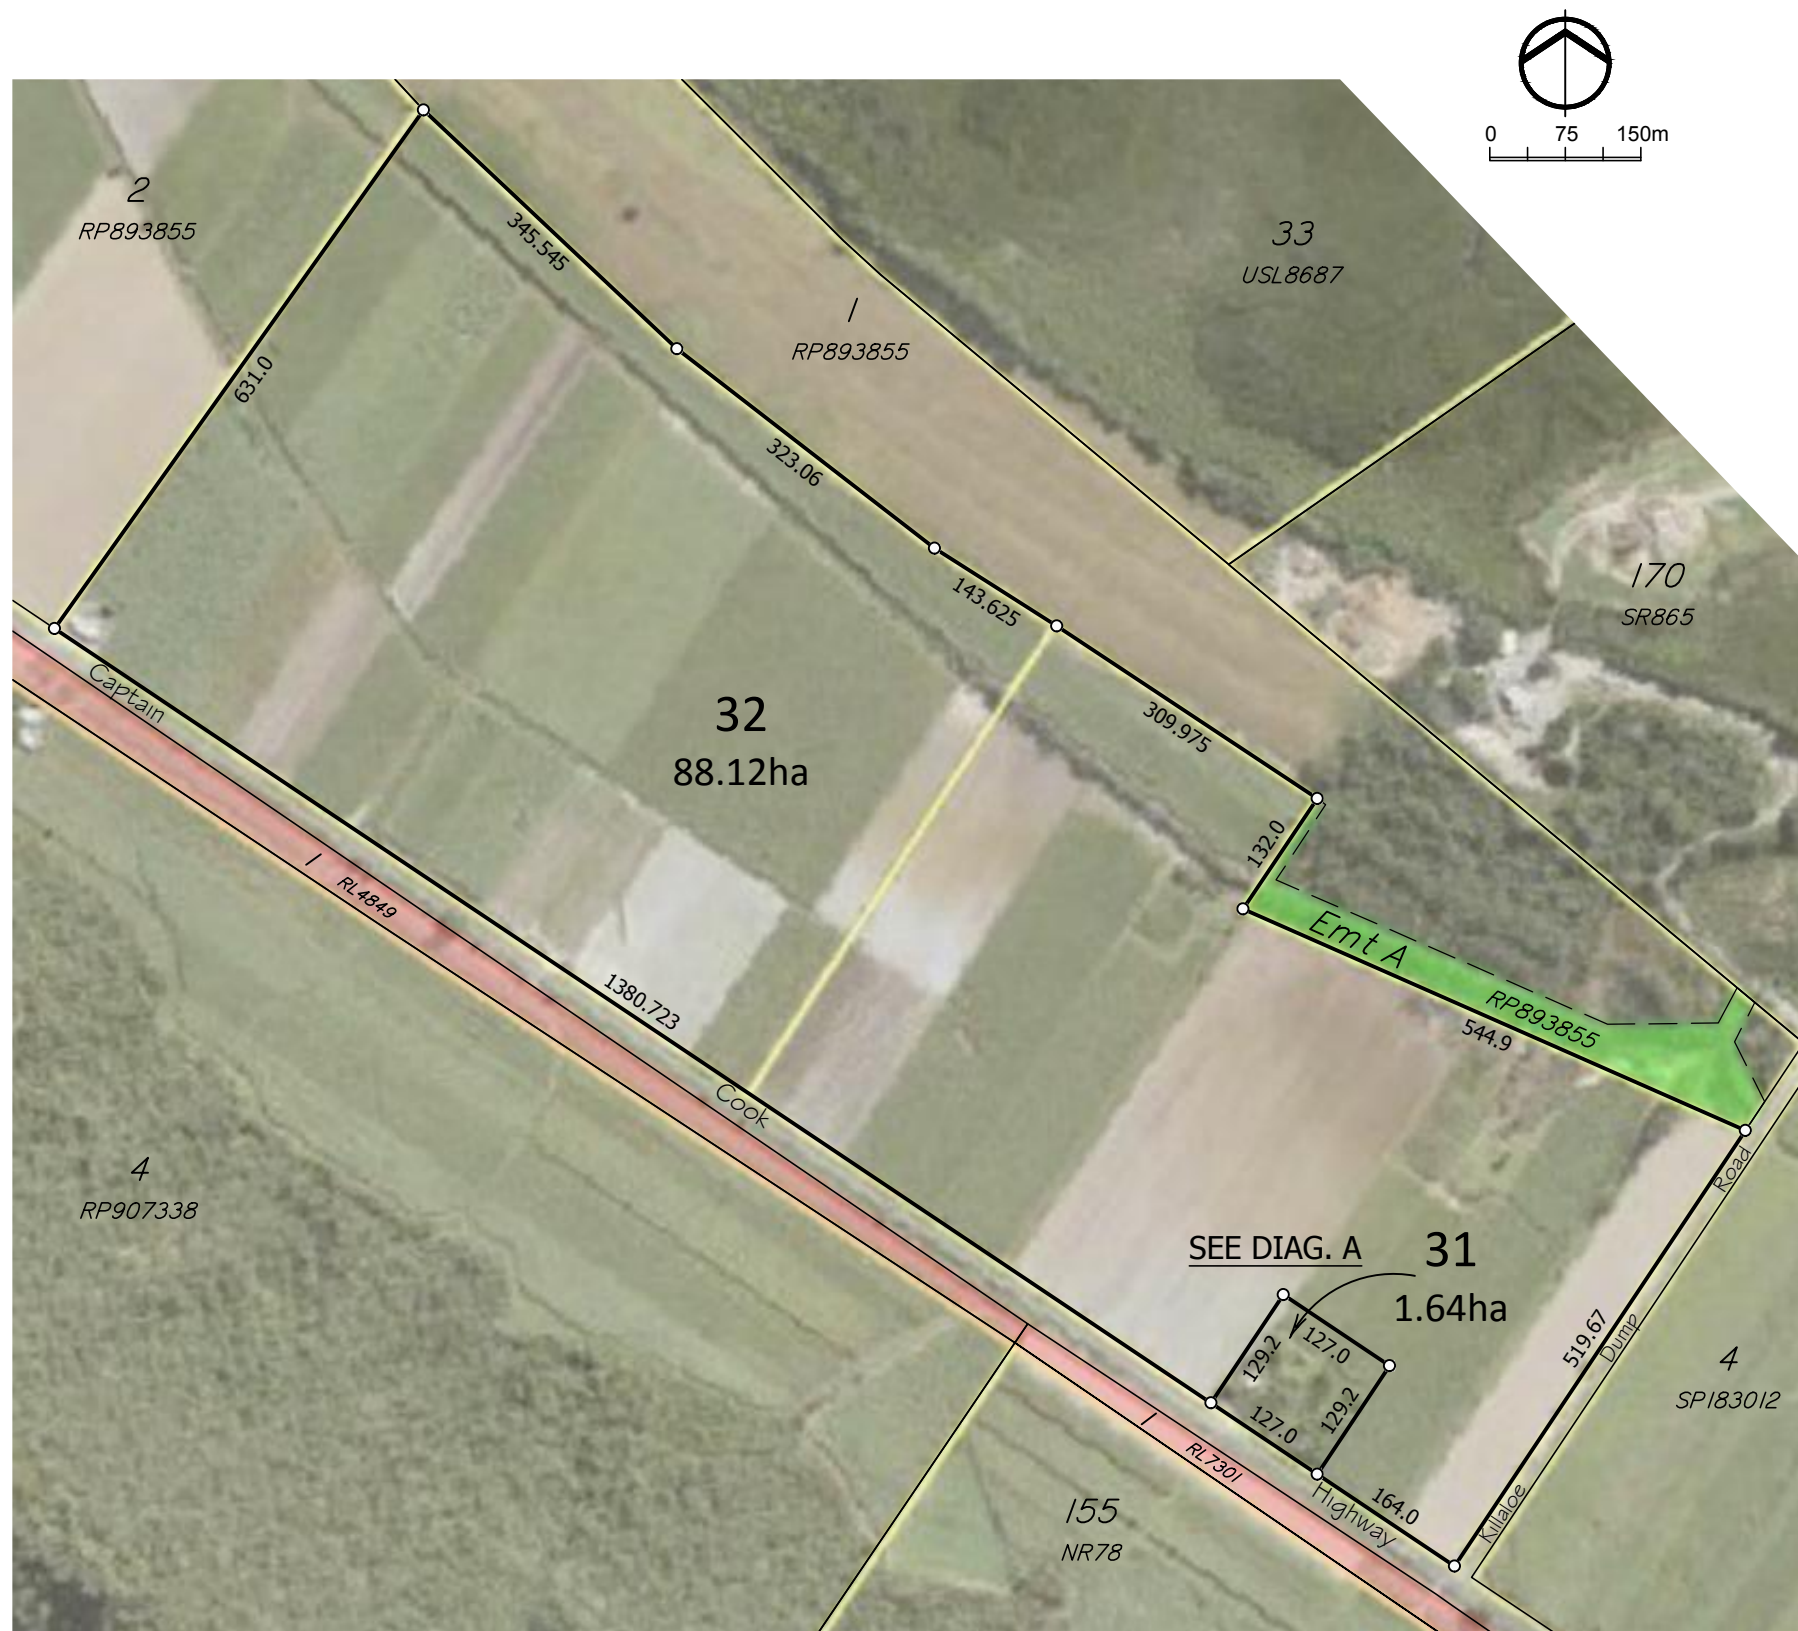 0 75 150m
2
RP893855
345.545
33
USL8687
1
RP893855
631.0
323.06
143.625
170
SR865
Captain
32
88.12ha
309.975
132.0
1
RL4849
Emt A
RP893855
544.9
1380.723
Cook
Road
4
RP907338
SEE DIAG. A
31
1.64ha
127.0
129.2
129.2
127.0
519.67
Dump
4
SP183012
1
RL7301
164.0
Highway
Killaloe
155
NR78